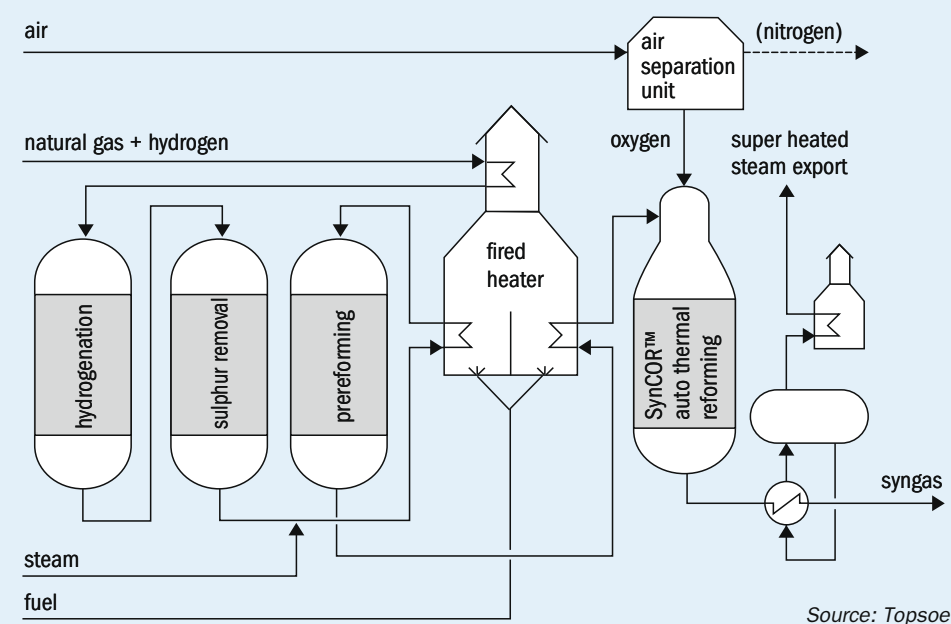 air
air
separation
unit
(nitrogen)
natural gas + hydrogen
oxygen
super heated
steam export
fired
heater
hydrogenation
sulphur removal
prereforming
SynCOR™
auto thermal
reforming
syngas
steam
fuel
Source: Topsoe